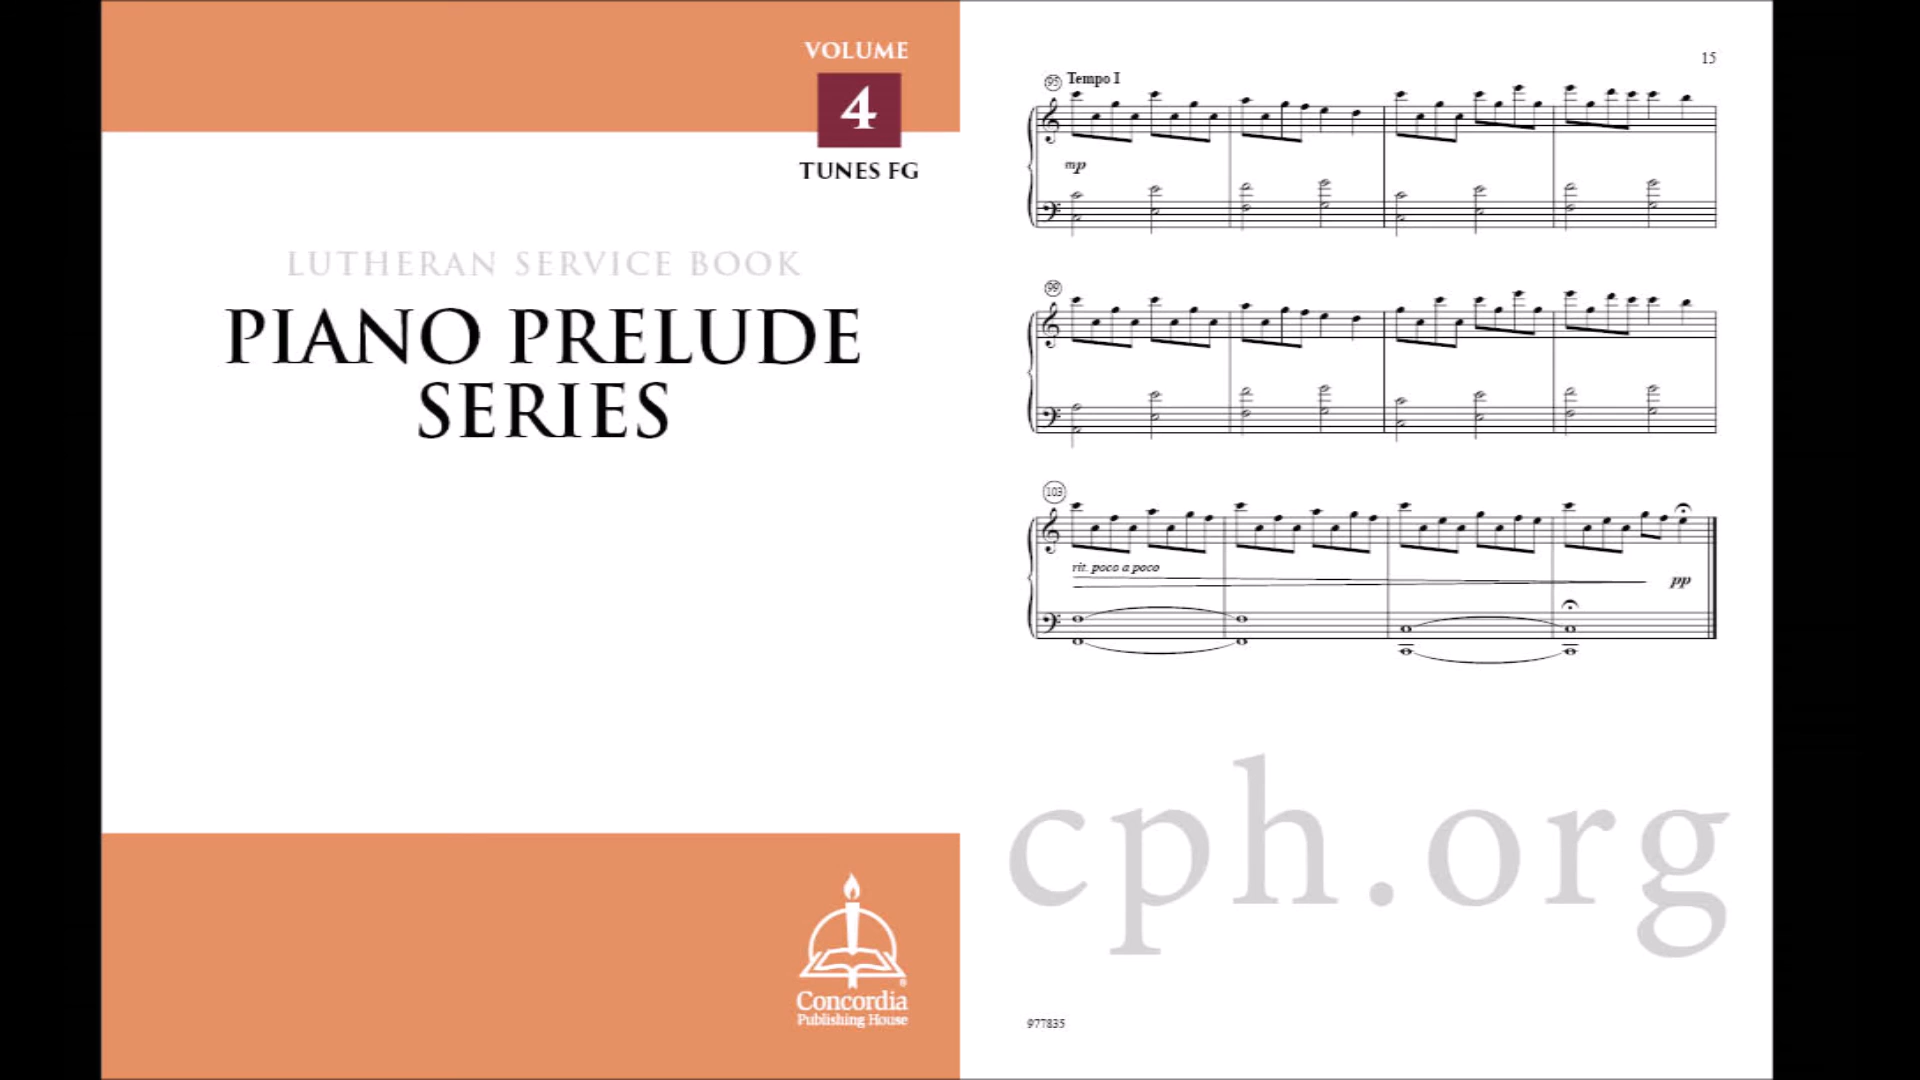 VOLUME
4
TUNES FG
LUTHERAN SERVICE BOOK
PIANO PRELUDE
SERIES
Concordia
Publishing House
15
95 Tempo I
mp
99
103
rit. poco a poco
pp
cph.org
977835